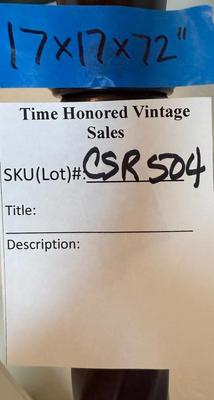 17x17x72"
Time Honored Vintage
Sales
SKU(Lot)#: CSR 504
Title:
Description: